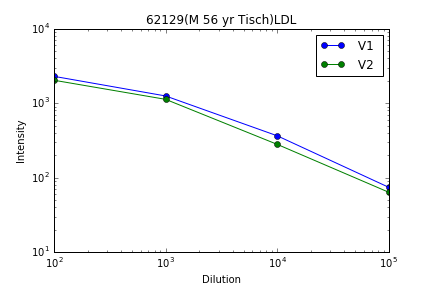 62129(M 56 yr Tisch)LDL
10^4
V1
V2
10^3
Intensity
10^2
10^1
10^2 10^3 10^4 10^5
Dilution